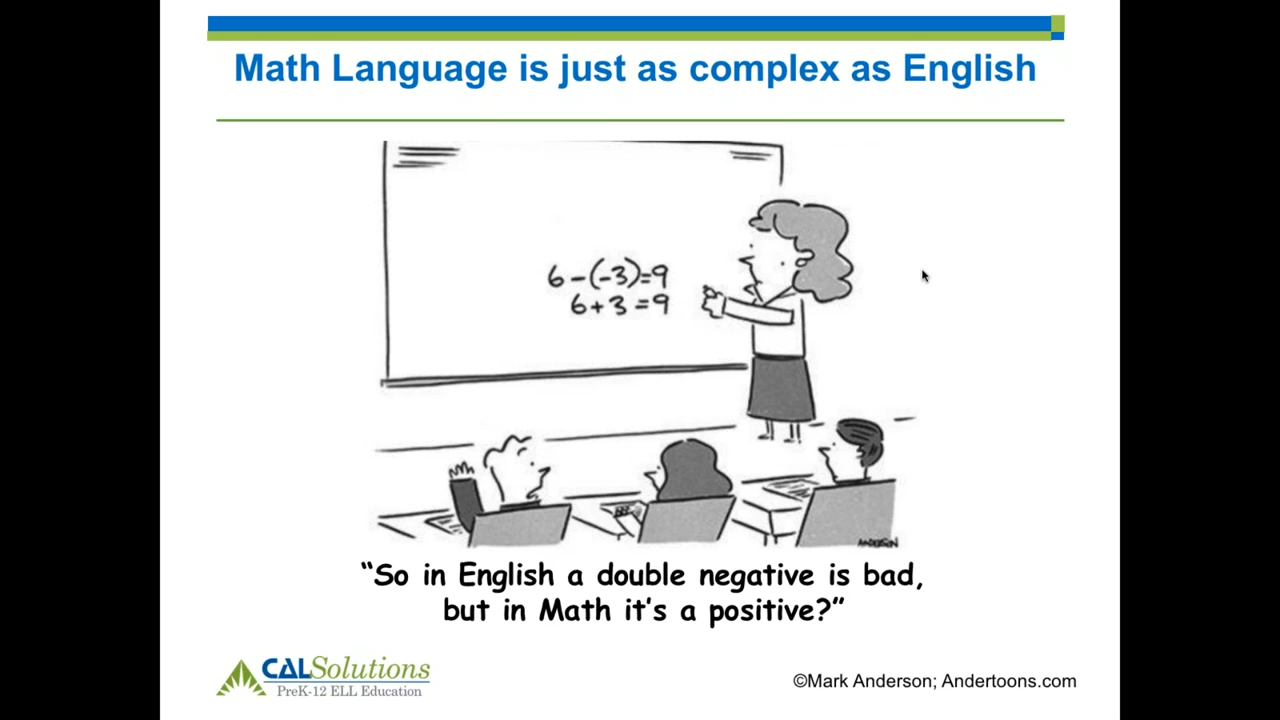 Math Language is just as complex as English
6-(-3)=9
6+3=9
ANDERSON
“So in English a double negative is bad,
but in Math it’s a positive?”
CALSolutions
PreK-12 ELL Education
©Mark Anderson; Andertoons.com